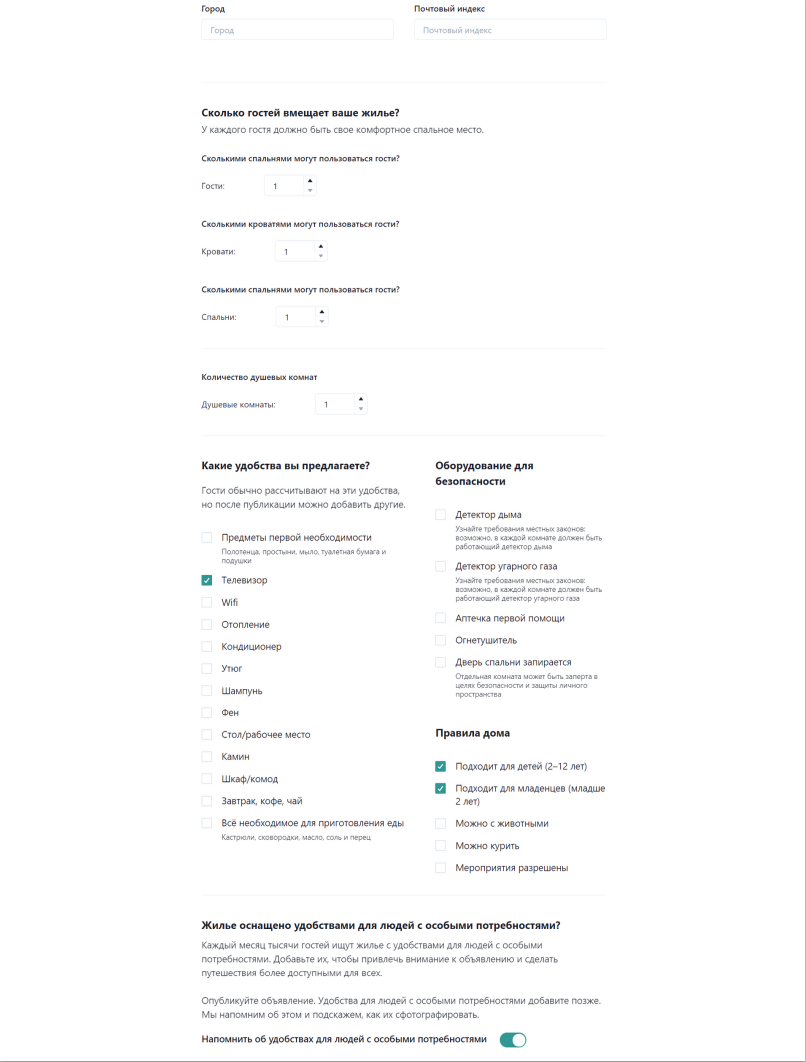 Город
Почтовый индекс
Город
Почтовый индекс
Сколько гостей вмещает ваше жилье?
У каждого гостя должно быть свое комфортное спальное место.
Сколькими спальнями могут пользоваться гости?
Гости:
1
Сколькими кроватями могут пользоваться гости?
Кровати:
1
Сколькими спальнями могут пользоваться гости?
Спальни:
1
Количество душевых комнат
Душевые комнаты:
1
Какие удобства вы предлагаете?
Гости обычно рассчитывают на эти удобства,
но после публикации можно добавить другие.
Предметы первой необходимости
Полотенца, простыни, мыло, туалетная бумага и
подушки
Телевизор
Wifi
Отопление
Кондиционер
Утюг
Шампунь
Фен
Стол/рабочее место
Камин
Шкаф/комод
Завтрак, кофе, чай
Всё необходимое для приготовления еды
Кастрюли, сковородки, масло, соль и перец
Оборудование для
безопасности
Детектор дыма
Узнайте требования местных законов:
возможно, в каждой комнате должен быть
работающий детектор дыма
Детектор угарного газа
Узнайте требования местных законов:
возможно, в каждой комнате должен быть
работающий детектор угарного газа
Аптечка первой помощи
Огнетушитель
Дверь спальни запирается
Отдельная комната может быть заперта в
целях безопасности и защиты личного
пространства
Правила дома
Подходит для детей (2–12 лет)
Подходит для младенцев (младше
2 лет)
Можно с животными
Можно курить
Мероприятия разрешены
Жилье оснащено удобствами для людей с особыми потребностями?
Каждый месяц тысячи гостей ищут жилье с удобствами для людей с особыми
потребностями. Добавьте их, чтобы привлечь внимание к объявлению и сделать
путешествия более доступными для всех.
Опубликуйте объявление. Удобства для людей с особыми потребностями добавите позже.
Мы напомним об этом и подскажем, как их сфотографировать.
Напомнить об удобствах для людей с особыми потребностями